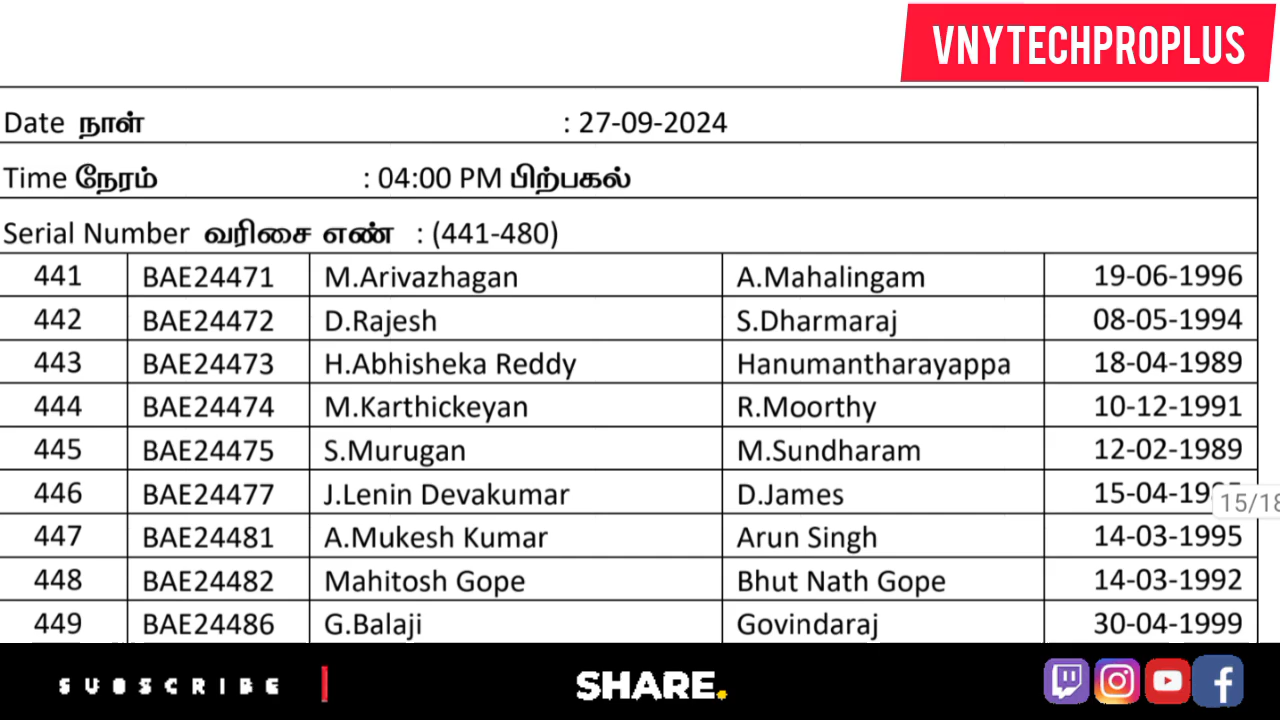 VNYTECHPROPLUS
Date நாள் : 27-09-2024
Time நேரம் : 04:00 PM பிற்பகல்
Serial Number வரிசை எண் : (441-480)
441 BAE24471 M.Arivazhagan A.Mahalingam 19-06-1996
442 BAE24472 D.Rajesh S.Dharmaraj 08-05-1994
443 BAE24473 H.Abhisheka Reddy Hanumantharayappa 18-04-1989
444 BAE24474 M.Karthickeyan R.Moorthy 10-12-1991
445 BAE24475 S.Murugan M.Sundharam 12-02-1989
446 BAE24477 J.Lenin Devakumar D.James
15/18
447 BAE24481 A.Mukesh Kumar Arun Singh 14-03-1995
448 BAE24482 Mahitosh Gope Bhut Nath Gope 14-03-1992
449 BAE24486 G.Balaji Govindaraj 30-04-1999
SUBSCRIBE
SHARE.